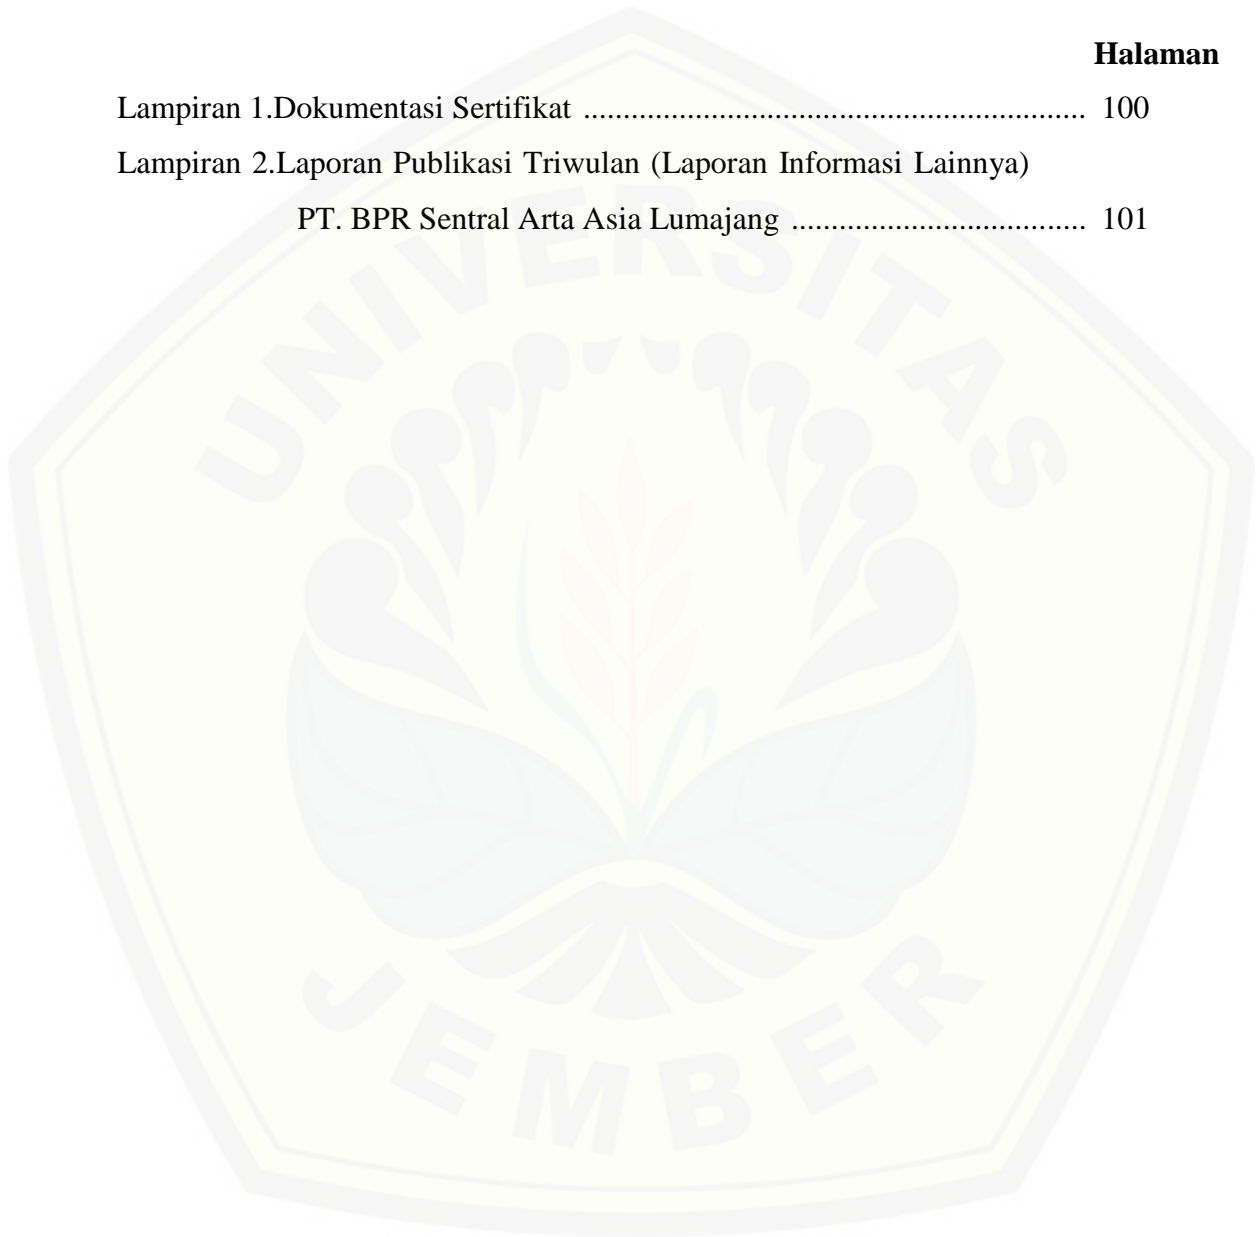 Halaman
Lampiran 1.Dokumentasi Sertifikat ................................................................ 100
Lampiran 2.Laporan Publikasi Triwulan (Laporan Informasi Lainnya)
PT. BPR Sentral Arta Asia Lumajang ..................................... 101
UNIVERSITAS
JEMBER